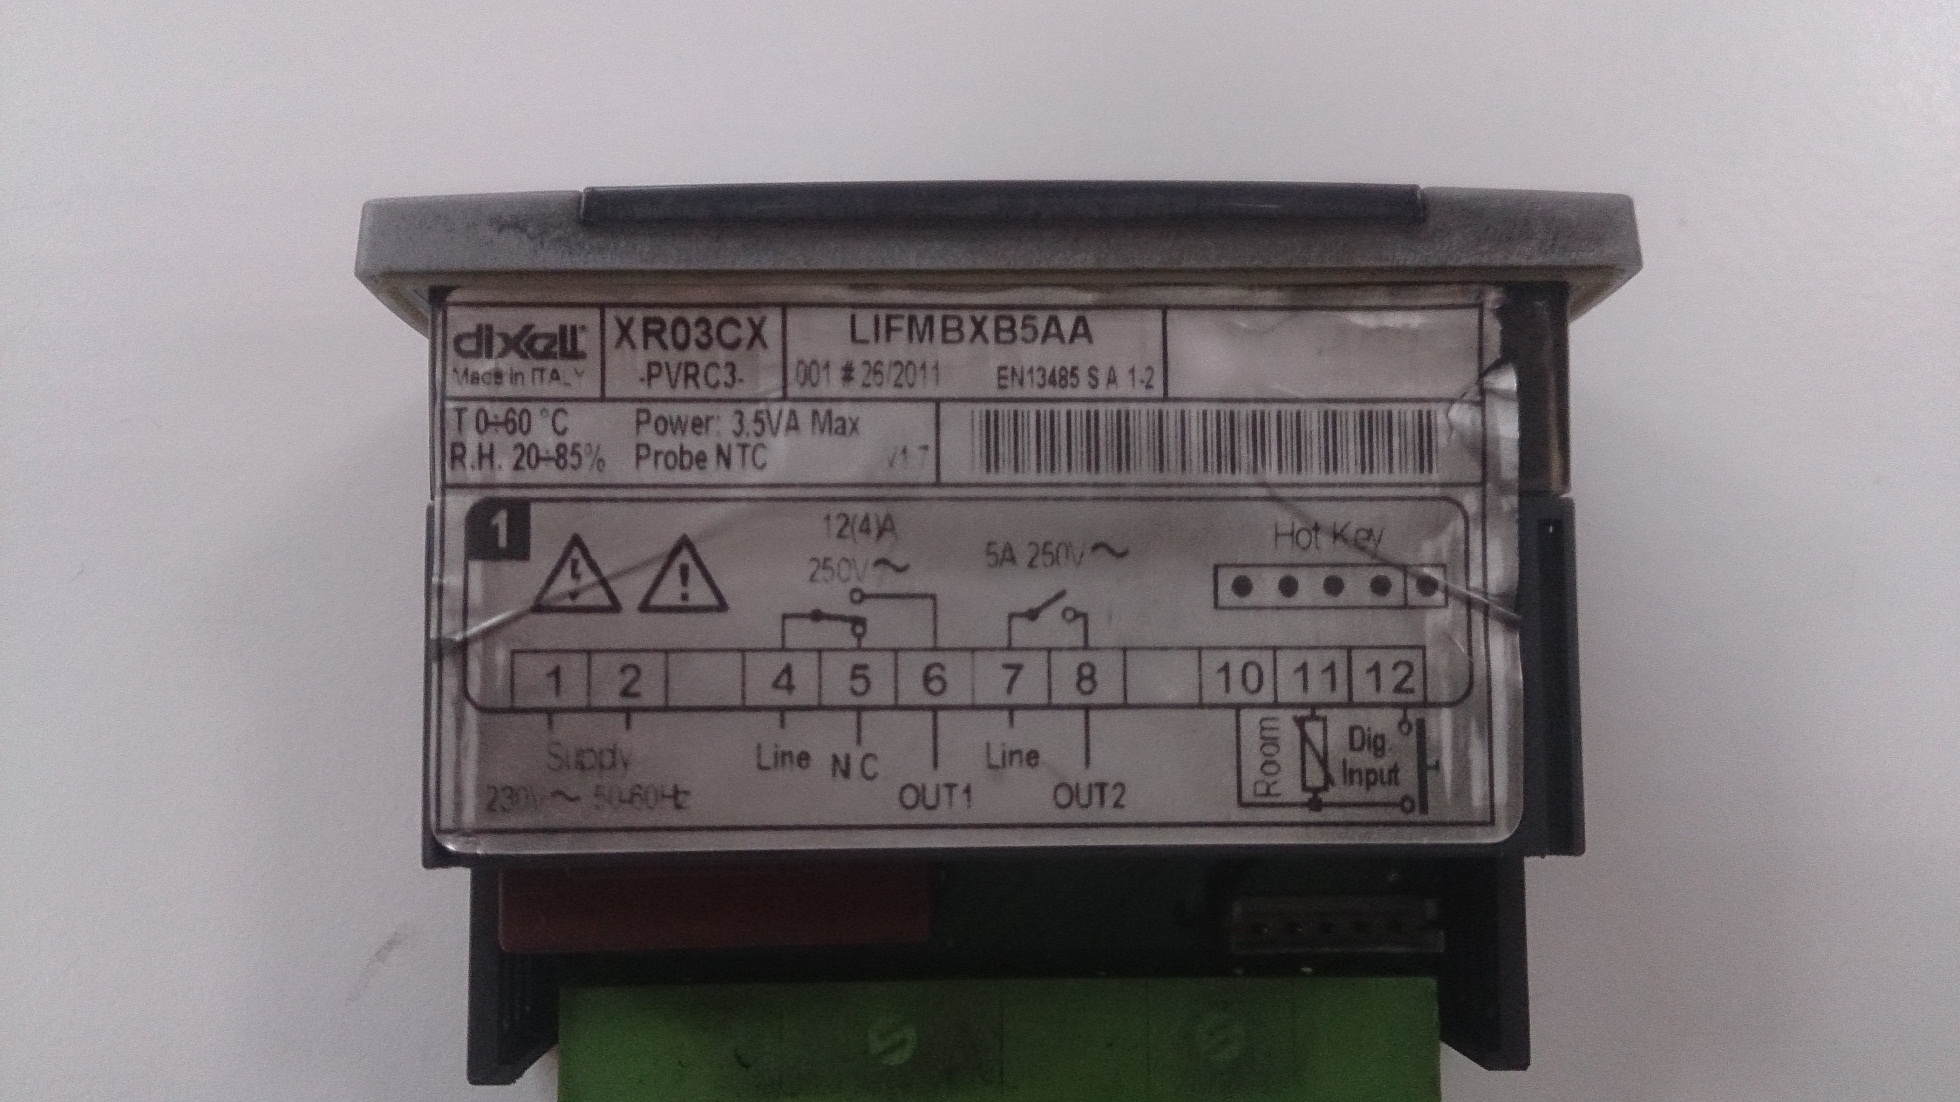 dixell XR03CX LIFMBXB5AA
Made in ITALY -PVRC3- 001 # 26/2011 EN13485 S A 1-2
T 0÷60 °C Power: 3.5VA Max
R.H. 20÷85% Probe NTC v1.7
1
12(4)A
250V~ 5A 250V~ Hot Key
1 2 4 5 6 7 8 10 11 12
Supply Line NC Line Room Dig.
230V~ 50-60Hz OUT1 OUT2 Input